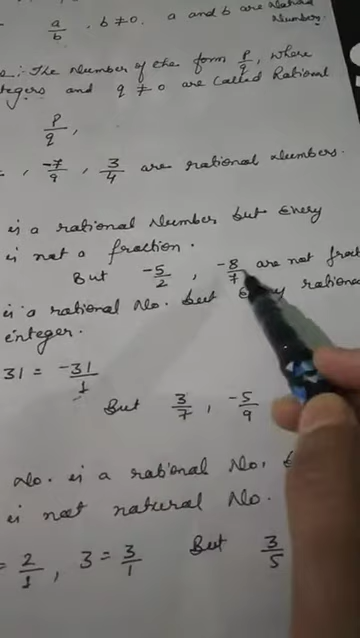 a/b , b ≠ 0. a and b are
Numbers.
: The Number of the form P/q, where
tegers and q ≠ 0 are called Rational
P/q ,
, -7/9 , 3/4 are rational Numbers.
is a rational Number but Every
is not a fraction.
But -5/2 , -8/7 are not fract
is a rational No. but Every rationa
integer.
31 = -31/1
But 3/7 , -5/9
No. is a rational No.
is not natural No.
= 2/1 , 3 = 3/1 But 3/5